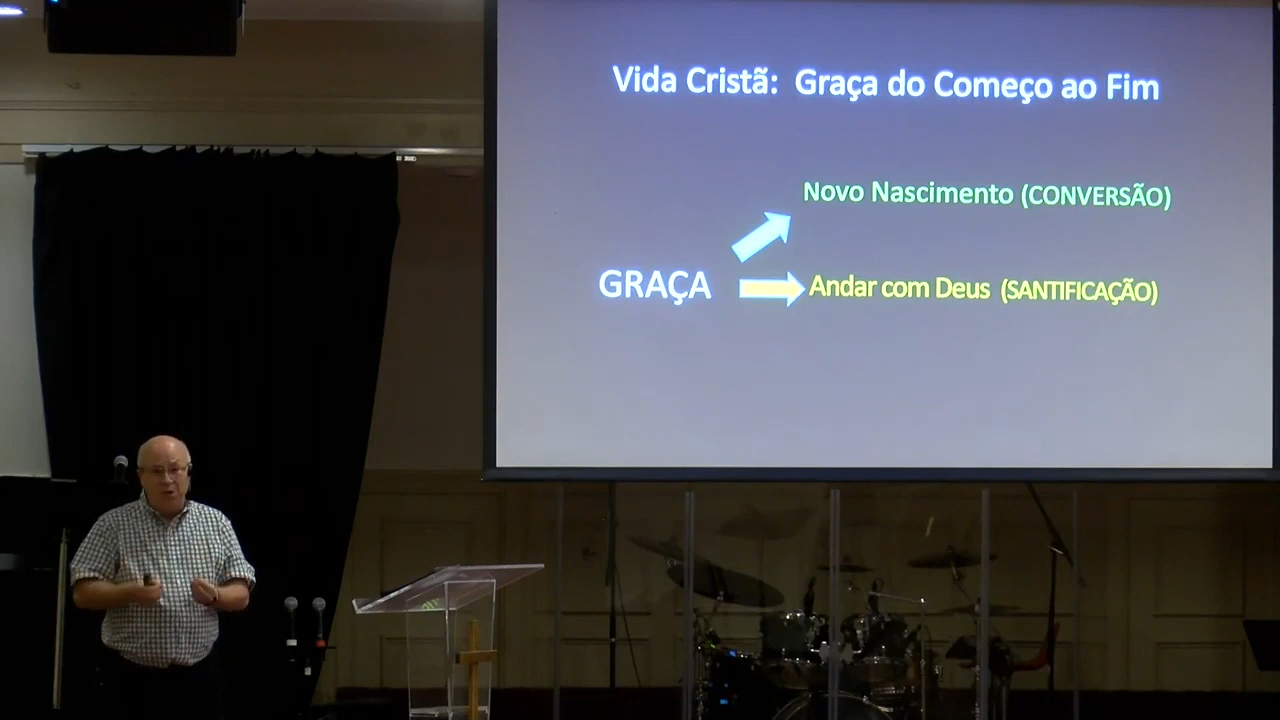 Vida Cristã: Graça do Começo ao Fim
Novo Nascimento (CONVERSÃO)
GRAÇA
Andar com Deus (SANTIFICAÇÃO)